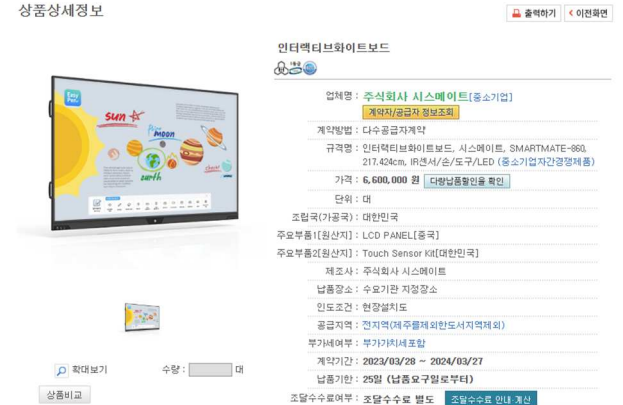 상품상세정보
출력하기
이전화면
인터랙티브화이트보드
업체명 : 주식회사 시스메이트[중소기업]
계약자/공급자 정보조회
계약방법 : 다수공급자계약
규격명 : 인터랙티브화이트보드, 시스메이트, SMARTMATE-860,
217.424cm, IR센서/손/도구/LED (중소기업자간경쟁제품)
가격 : 6,600,000 원 다량납품할인율 확인
단위 : 대
조립국(가공국) : 대한민국
주요부품1[원산지] : LCD PANEL[중국]
주요부품2[원산지] : Touch Sensor Kit[대한민국]
제조사 : 주식회사 시스메이트
납품장소 : 수요기관 지정장소
인도조건 : 현장설치도
공급지역 : 전지역(제주를제외한도서지역제외)
부가세여부 : 부가가치세포함
계약기간 : 2023/03/28 ~ 2024/03/27
납품기한 : 25일 (납품요구일로부터)
조달수수료여부 : 조달수수료 별도 조달수수료 안내·계산
Easy Pen
sun
moon
earth
확대보기
수량 : 대
상품비교